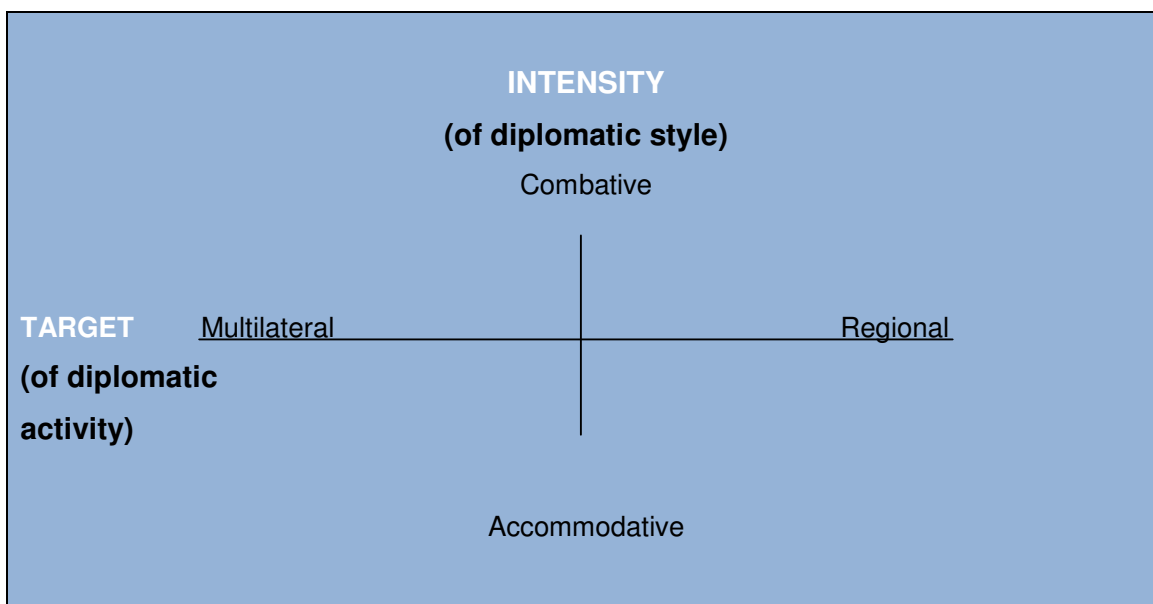 INTENSITY
(of diplomatic style)
Combative
TARGET Multilateral Regional
(of diplomatic
activity)
Accommodative